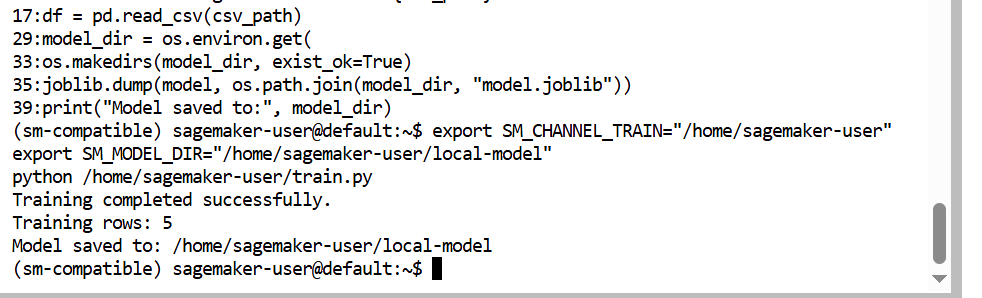 17:df = pd.read_csv(csv_path)
29:model_dir = os.environ.get(
33:os.makedirs(model_dir, exist_ok=True)
35:joblib.dump(model, os.path.join(model_dir, "model.joblib"))
39:print("Model saved to:", model_dir)
(sm-compatible) sagemaker-user@default:~$ export SM_CHANNEL_TRAIN="/home/sagemaker-user"
export SM_MODEL_DIR="/home/sagemaker-user/local-model"
python /home/sagemaker-user/train.py
Training completed successfully.
Training rows: 5
Model saved to: /home/sagemaker-user/local-model
(sm-compatible) sagemaker-user@default:~$